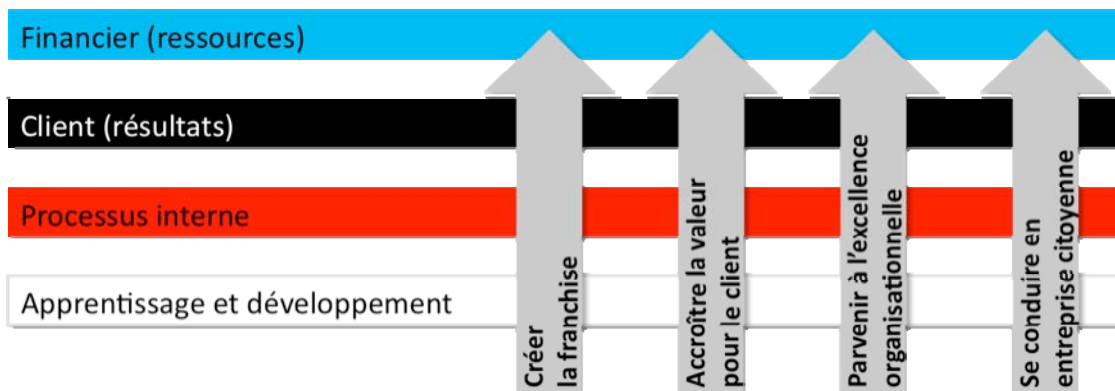 Financier (ressources)
Client (résultats)
Processus interne
Apprentissage et développement
Créer
la franchise
Accroître la valeur
pour le client
Parvenir à l'excellence
organisationnelle
Se conduire en
entreprise citoyenne